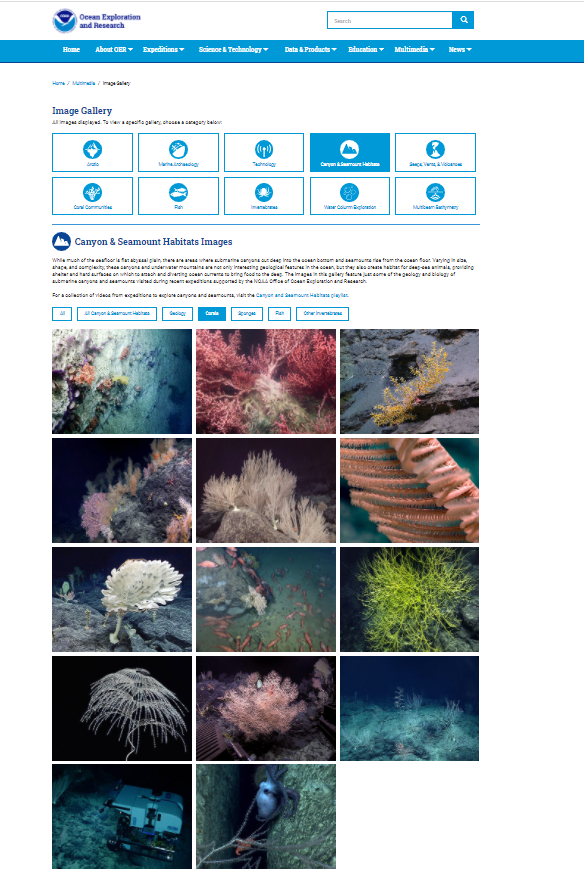 NOAA
Ocean Exploration
and Research
Search
Home About OER Expeditions Science & Technology Data & Products Education Multimedia News
Home / Multimedia / Image Gallery
Image Gallery
All images displayed. To view a specific gallery, choose a category below:
Arctic Marine Archaeology Technology Canyon & Seamount Habitats Seeps, Vents, & Volcanoes
Coral Communities Fish Invertebrates Water Column Exploration Multibeam Bathymetry
Canyon & Seamount Habitats Images
While much of the seafloor is flat abyssal plain, there are areas where submarine canyons cut deep into the ocean bottom and seamounts rise from the ocean floor. Varying in size,
shape, and complexity, these canyons and underwater mountains are not only interesting geological features in the ocean, but they also create habitat for deep-sea animals, providing
shelter and hard surfaces on which to attach and diverting ocean currents to bring food to the deep. The images in this gallery feature just some of the geology and biology of
submarine canyons and seamounts visited during recent expeditions supported by the NOAA Office of Ocean Exploration and Research.
For a collection of videos from expeditions to explore canyons and seamounts, visit the Canyon and Seamount Habitats playlist.
All All Canyon & Seamount Habitats Geology Corals Sponges Fish Other Invertebrates